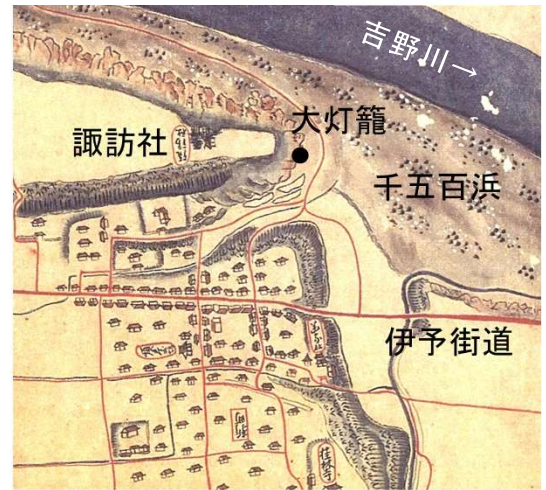 吉野川→
大灯籠
諏訪社
千五百浜
伊予街道